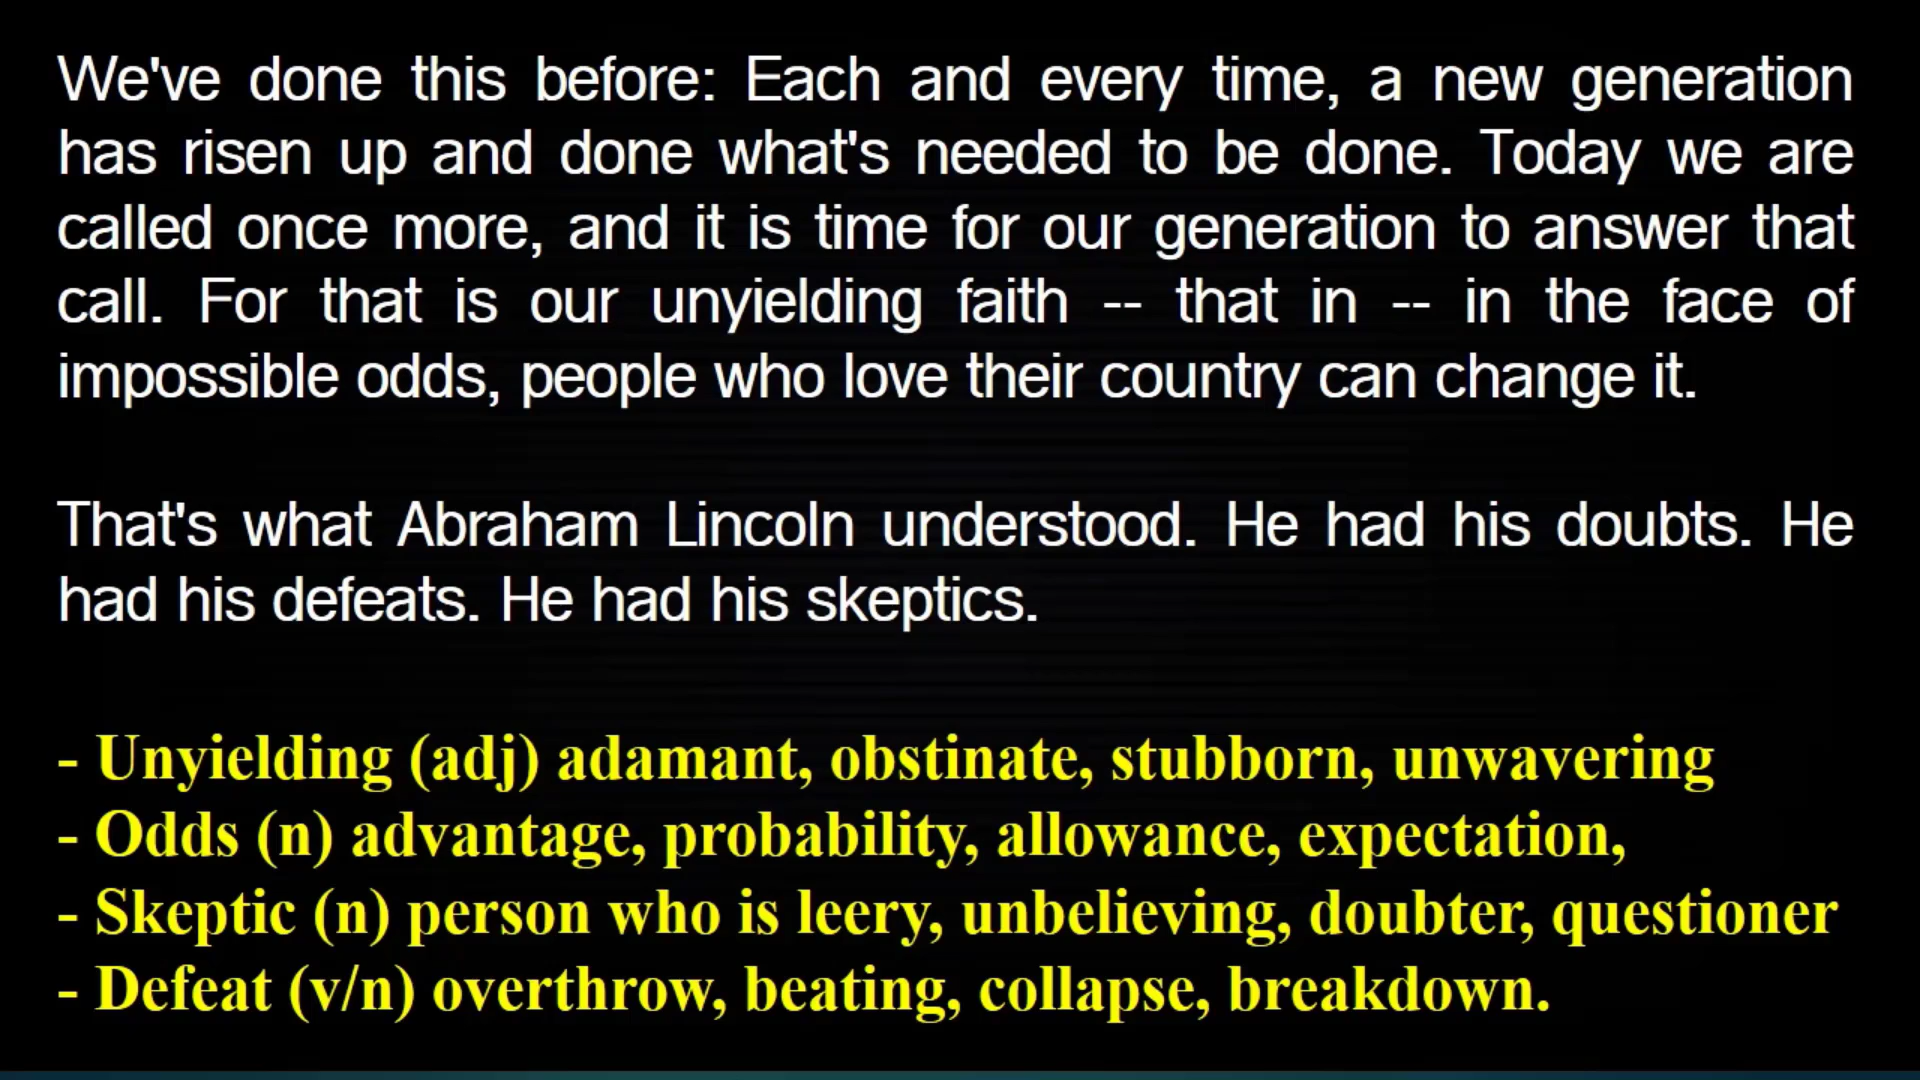 We've done this before: Each and every time, a new generation
has risen up and done what's needed to be done. Today we are
called once more, and it is time for our generation to answer that
call. For that is our unyielding faith -- that in -- in the face of
impossible odds, people who love their country can change it.
That's what Abraham Lincoln understood. He had his doubts. He
had his defeats. He had his skeptics.
- Unyielding (adj) adamant, obstinate, stubborn, unwavering
- Odds (n) advantage, probability, allowance, expectation,
- Skeptic (n) person who is leery, unbelieving, doubter, questioner
- Defeat (v/n) overthrow, beating, collapse, breakdown.